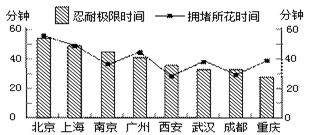 分钟 忍耐极限时间 拥堵所花时间 分钟
60 60
40 40
20 20
0 0
北京 上海 南京 广州 西安 武汉 成都 重庆